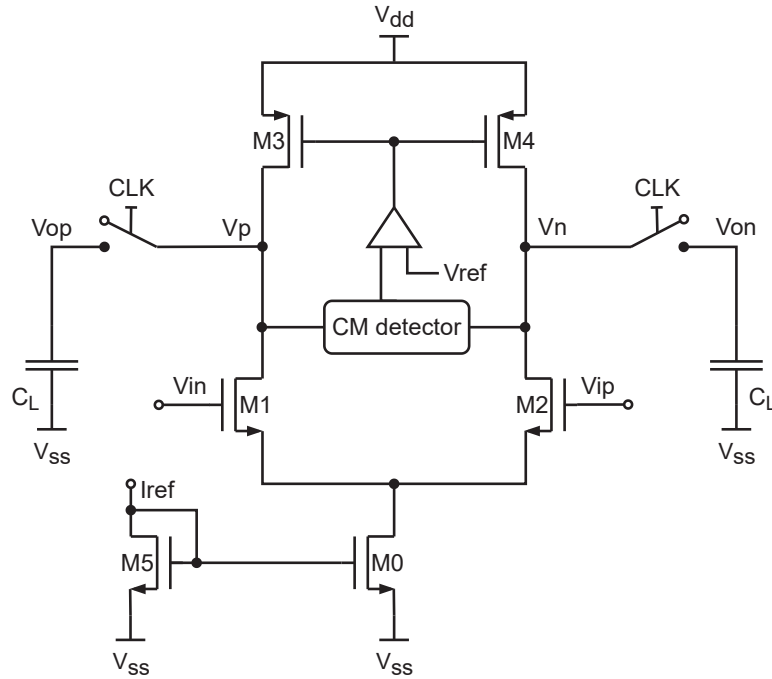 Vdd
M3
M4
CLK
CLK
Vop
Vp
Vn
Von
Vref
CM detector
CL
Vin
M1
M2
Vip
CL
Vss
Vss
Iref
M5
M0
Vss
Vss